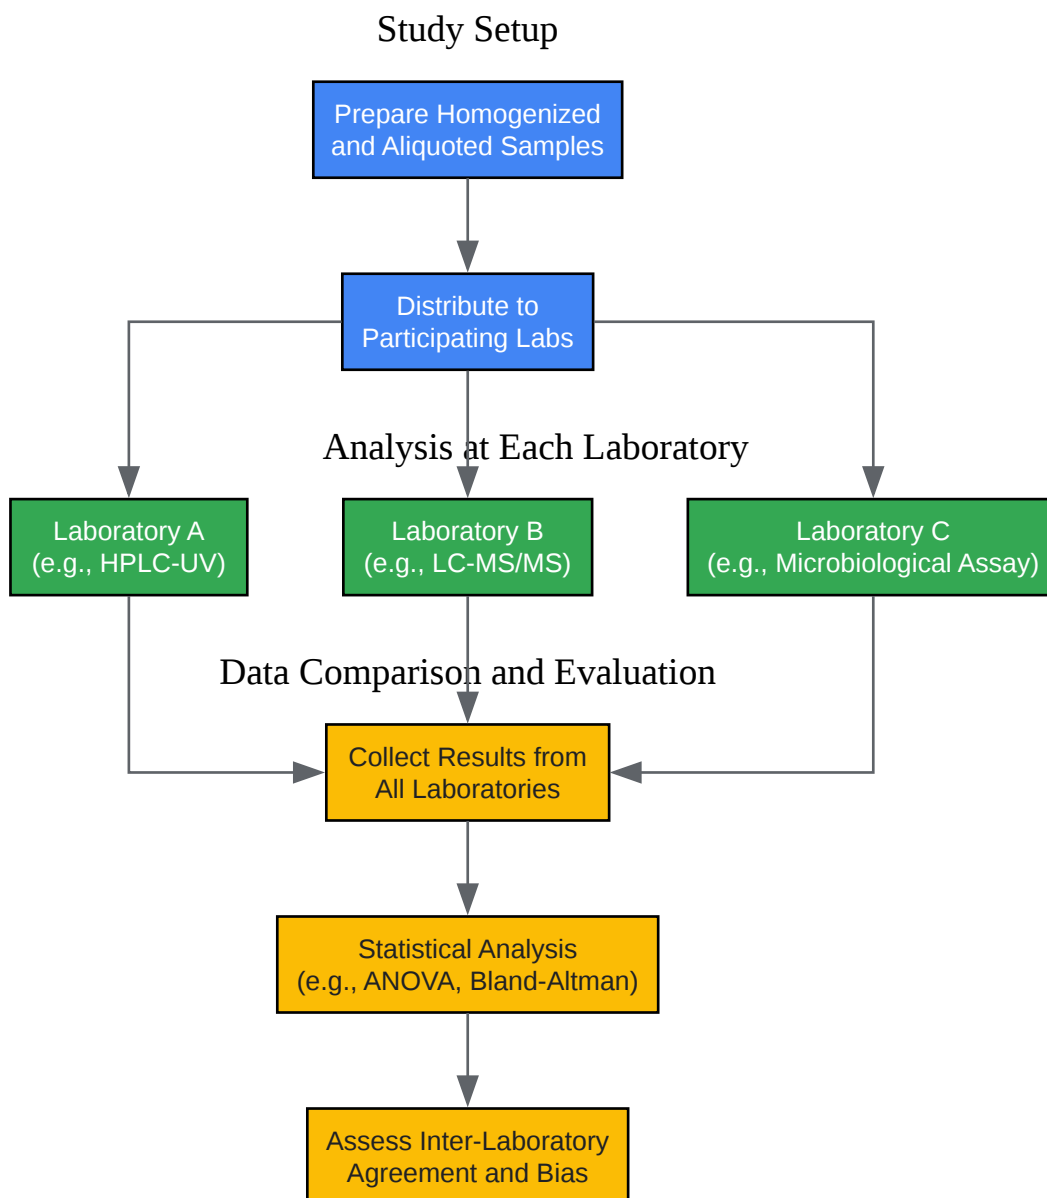 Study Setup
Prepare Homogenized
and Aliquoted Samples
Distribute to
Participating Labs
Analysis at Each Laboratory
Laboratory A
(e.g., HPLC-UV)
Laboratory B
(e.g., LC-MS/MS)
Laboratory C
(e.g., Microbiological Assay)
Data Comparison and Evaluation
Collect Results from
All Laboratories
Statistical Analysis
(e.g., ANOVA, Bland-Altman)
Assess Inter-Laboratory
Agreement and Bias